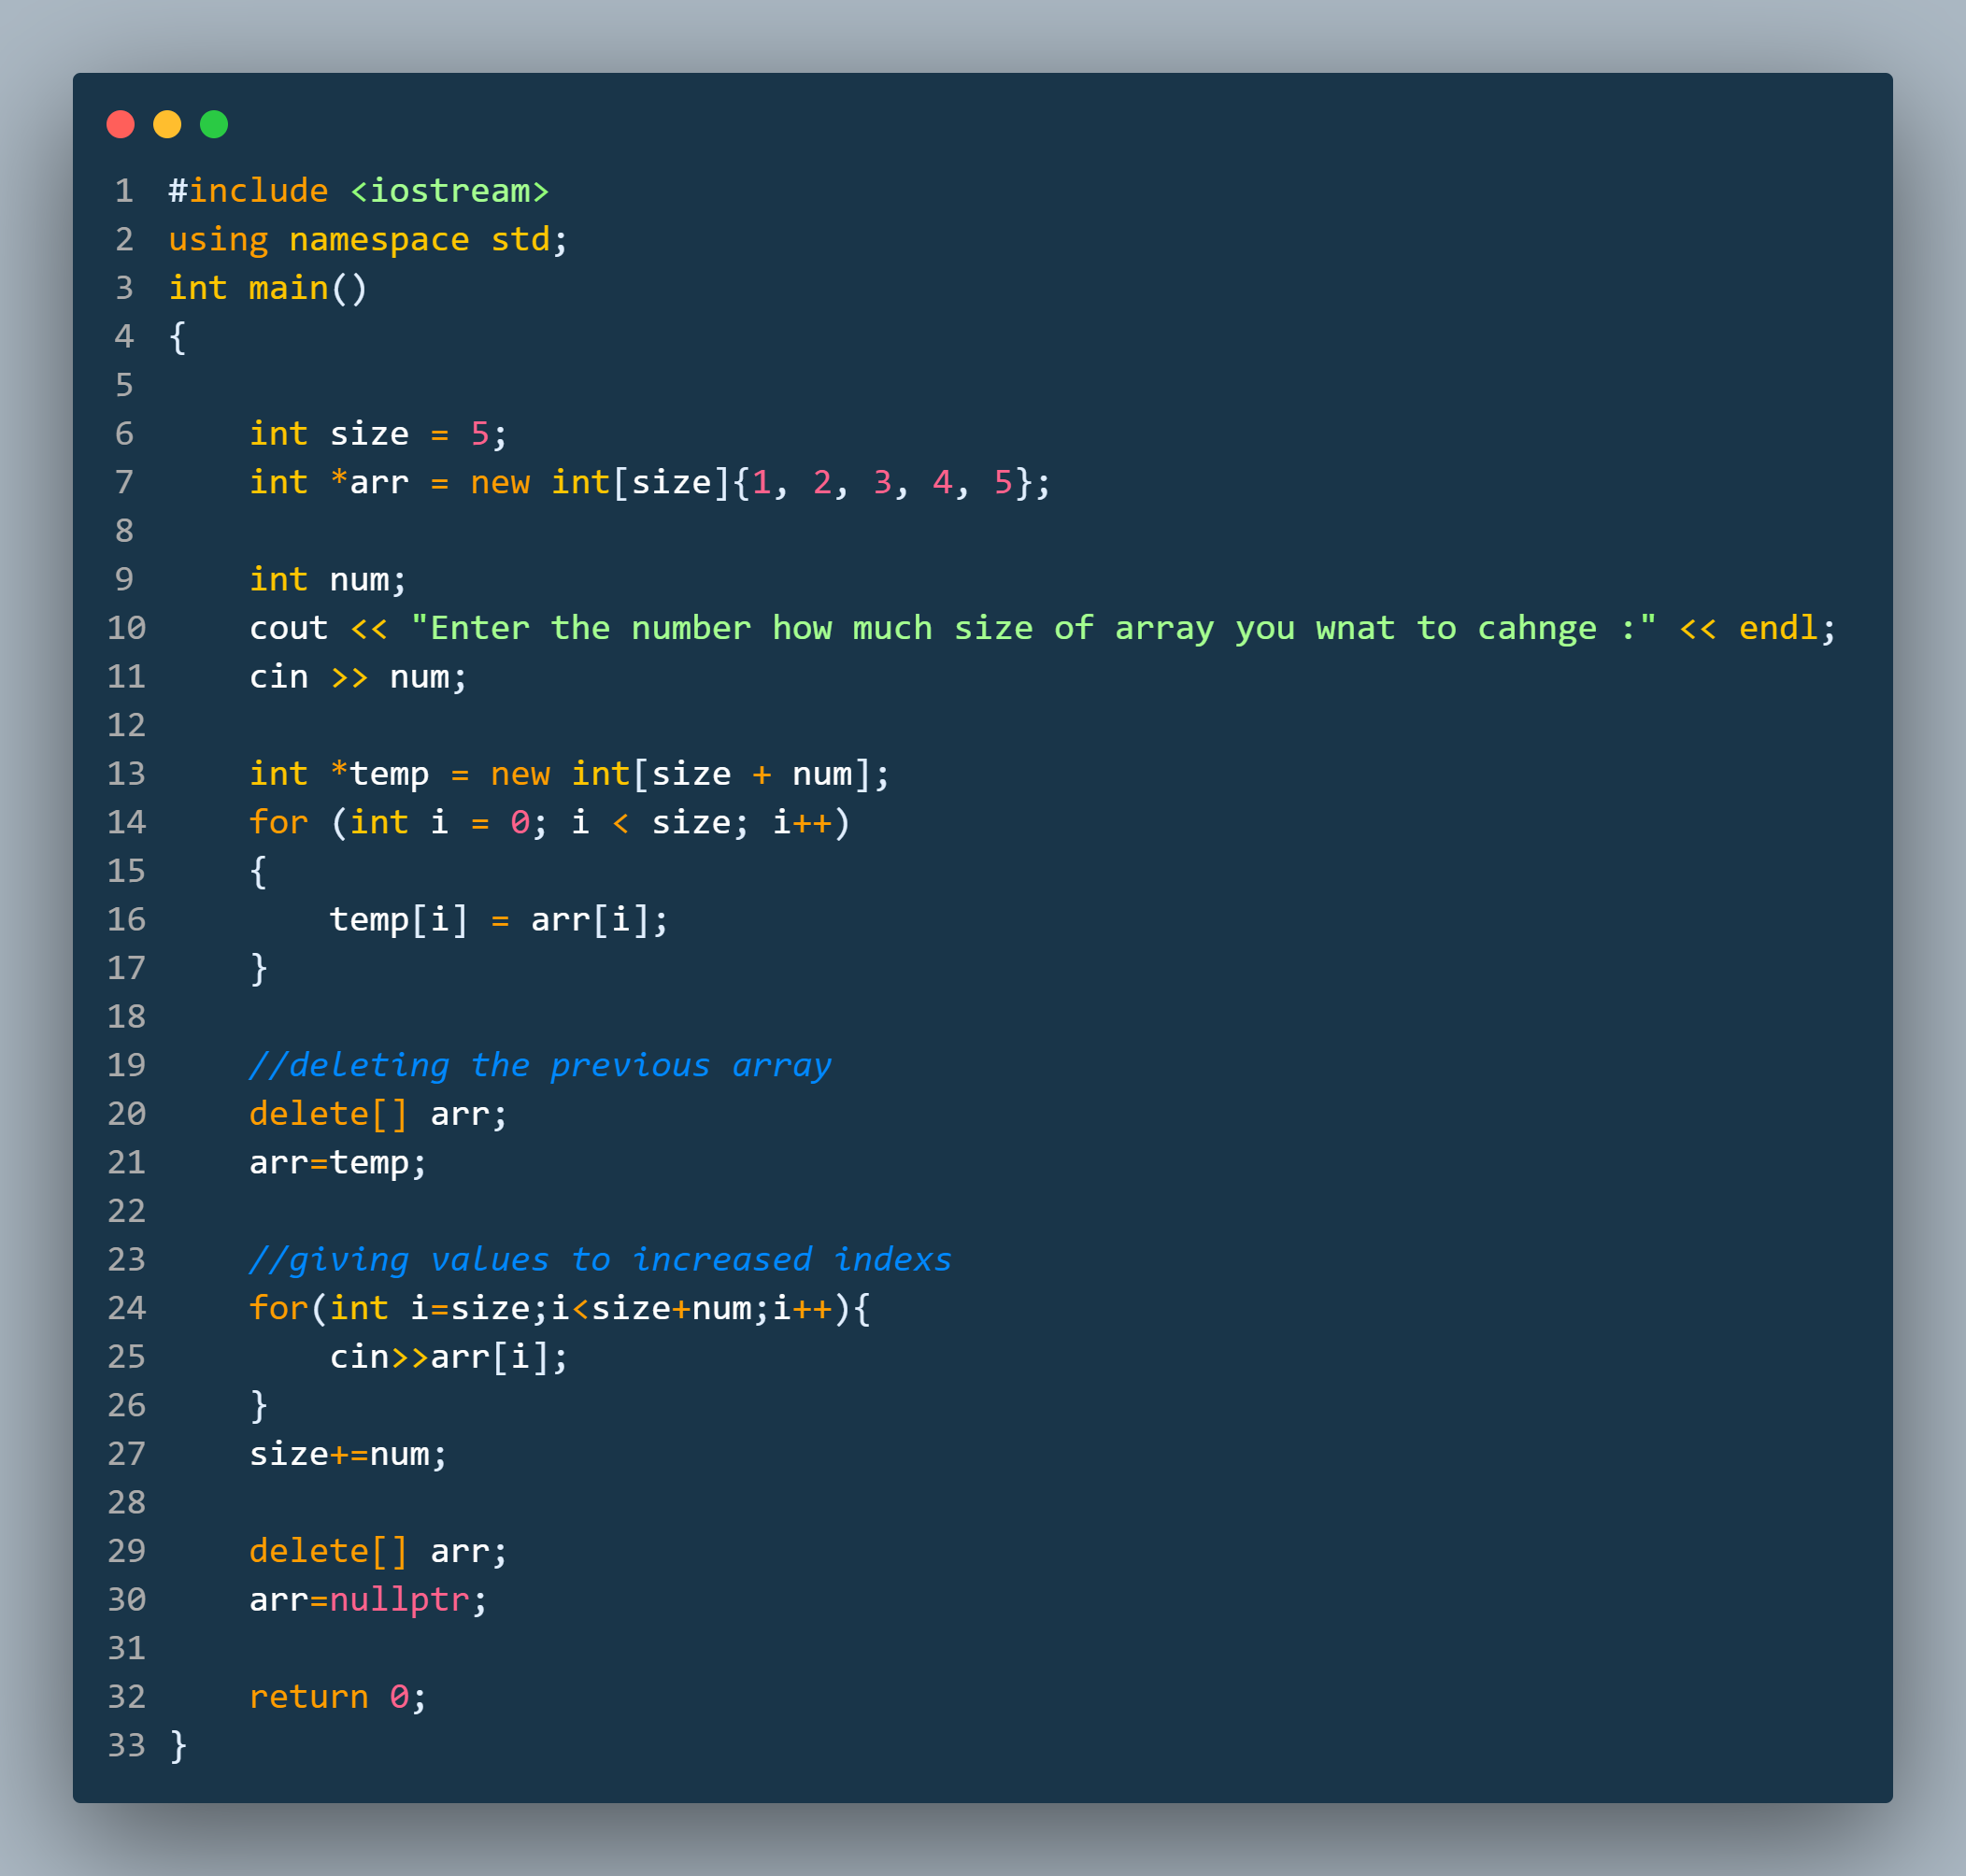 1 #include <iostream>
2 using namespace std;
3 int main()
4 {
5
6     int size = 5;
7     int *arr = new int[size]{1, 2, 3, 4, 5};
8
9     int num;
10     cout << "Enter the number how much size of array you wnat to cahnge :" << endl;
11     cin >> num;
12
13     int *temp = new int[size + num];
14     for (int i = 0; i < size; i++)
15     {
16         temp[i] = arr[i];
17     }
18
19     //deleting the previous array
20     delete[] arr;
21     arr=temp;
22
23     //giving values to increased indexs
24     for(int i=size;i<size+num;i++){
25         cin>>arr[i];
26     }
27     size+=num;
28
29     delete[] arr;
30     arr=nullptr;
31
32     return 0;
33 }